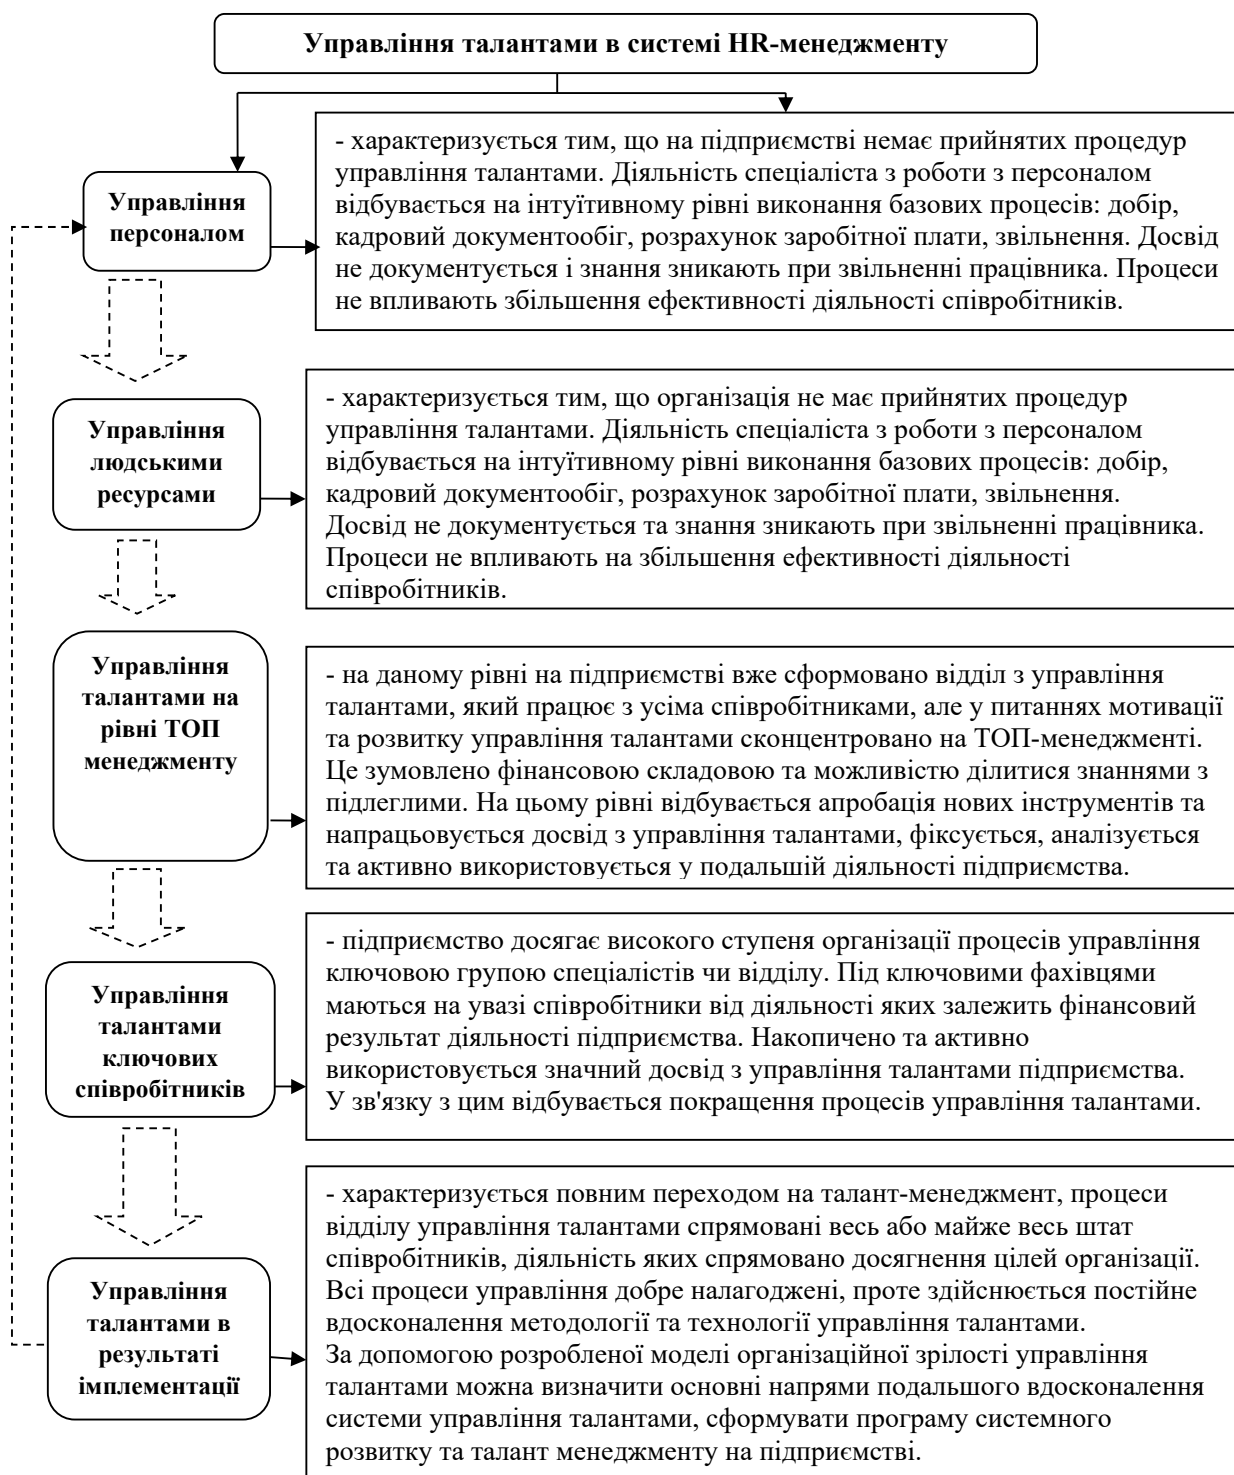 Управління талантами в системі HR-менеджменту
Управління
персоналом
- характеризується тим, що на підприємстві немає прийнятих процедур
управління талантами. Діяльність спеціаліста з роботи з персоналом
відбувається на інтуїтивному рівні виконання базових процесів: добір,
кадровий документообіг, розрахунок заробітної плати, звільнення. Досвід
не документується і знання зникають при звільненні працівника. Процеси
не впливають збільшення ефективності діяльності співробітників.
Управління
людськими
ресурсами
- характеризується тим, що організація не має прийнятих процедур
управління талантами. Діяльність спеціаліста з роботи з персоналом
відбувається на інтуїтивному рівні виконання базових процесів: добір,
кадровий документообіг, розрахунок заробітної плати, звільнення.
Досвід не документується та знання зникають при звільненні працівника.
Процеси не впливають на збільшення ефективності діяльності
співробітників.
Управління
талантами на
рівні ТОП
менеджменту
- на даному рівні на підприємстві вже сформовано відділ з управління
талантами, який працює з усіма співробітниками, але у питаннях мотивації
та розвитку управління талантами сконцентровано на ТОП-менеджменті.
Це зумовлено фінансовою складовою та можливістю ділитися знаннями з
підлеглими. На цьому рівні відбувається апробація нових інструментів та
напрацьовується досвід з управління талантами, фіксується, аналізується
та активно використовується у подальшій діяльності підприємства.
Управління
талантами
ключових
співробітників
- підприємство досягає високого ступеня організації процесів управління
ключовою групою спеціалістів чи відділу. Під ключовими фахівцями
маються на увазі співробітники від діяльності яких залежить фінансовий
результат діяльності підприємства. Накопичено та активно
використовується значний досвід з управління талантами підприємства.
У зв'язку з цим відбувається покращення процесів управління талантами.
Управління
талантами в
результаті
імплементації
- характеризується повним переходом на талант-менеджмент, процеси
відділу управління талантами спрямовані весь або майже весь штат
співробітників, діяльність яких спрямовано досягнення цілей організації.
Всі процеси управління добре налагоджені, проте здійснюється постійне
вдосконалення методології та технології управління талантами.
За допомогою розробленої моделі організаційної зрілості управління
талантами можна визначити основні напрями подальшого вдосконалення
системи управління талантами, сформувати програму системного
розвитку та талант менеджменту на підприємстві.